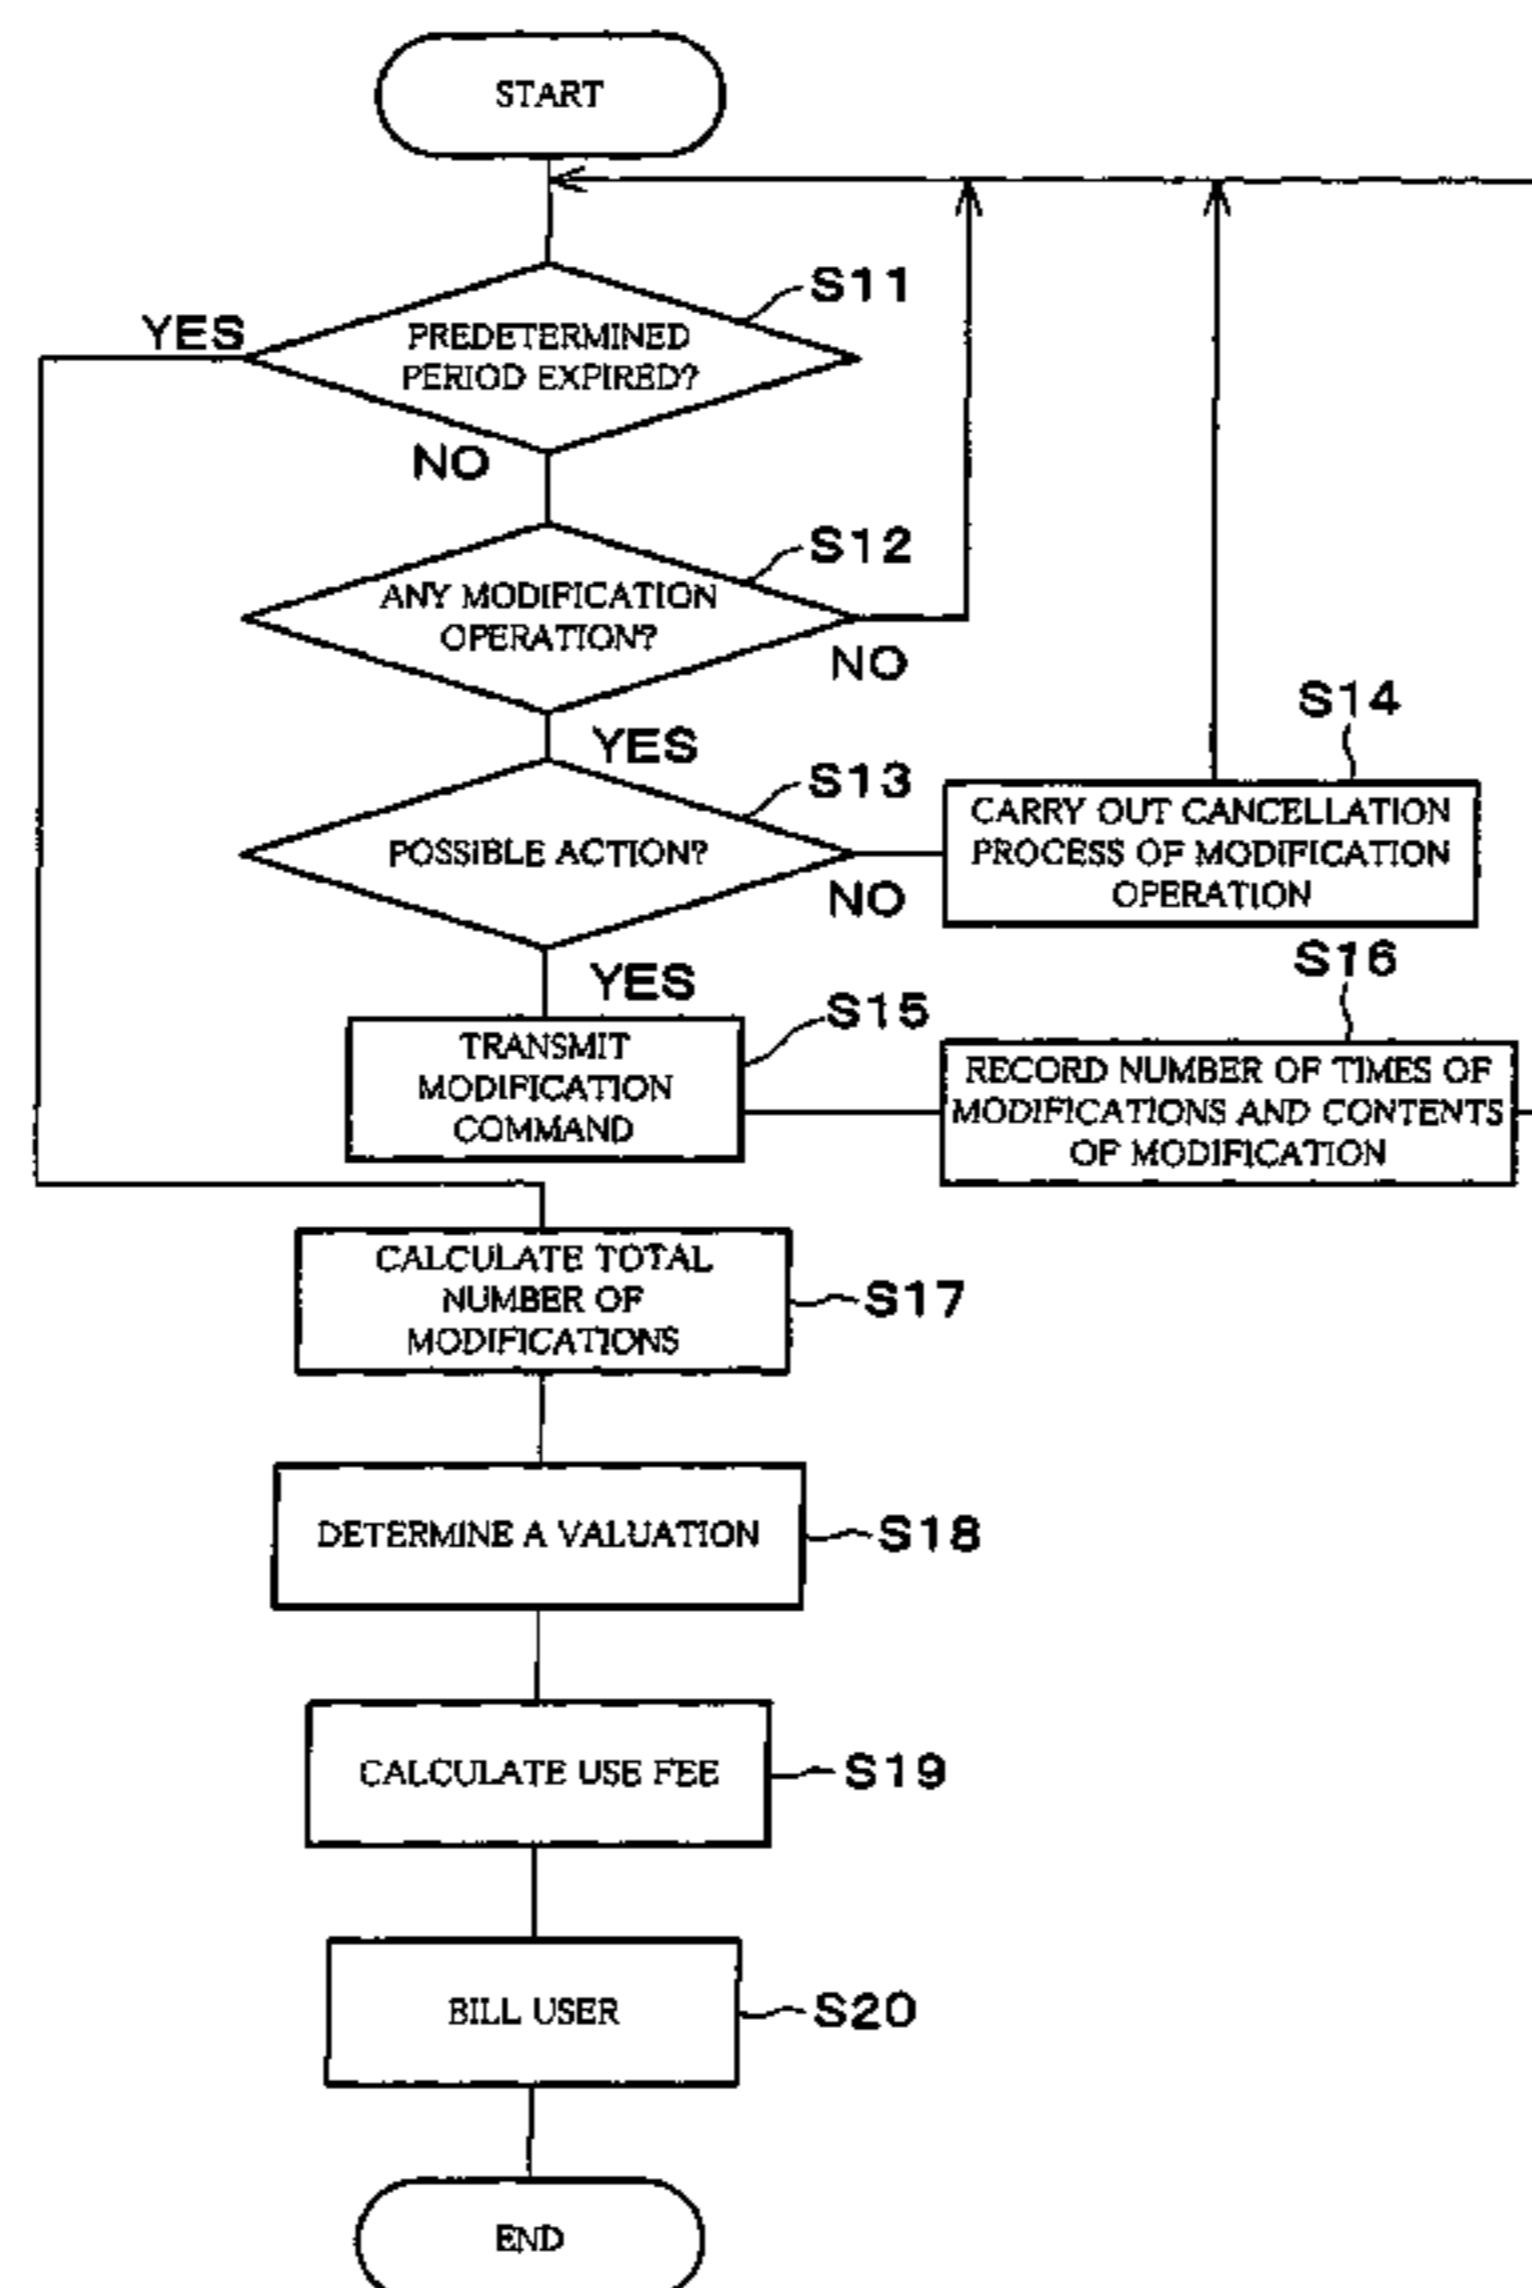 START
S11
YES
PREDETERMINED
PERIOD EXPIRED?
NO
S12
ANY MODIFICATION
OPERATION?
NO
YES
S13
POSSIBLE ACTION?
NO
S14
CARRY OUT CANCELLATION
PROCESS OF MODIFICATION
OPERATION
YES
S15
TRANSMIT
MODIFICATION
COMMAND
S16
RECORD NUMBER OF TIMES OF
MODIFICATIONS AND CONTENTS
OF MODIFICATION
CALCULATE TOTAL
NUMBER OF
MODIFICATIONS
S17
DETERMINE A VALUATION
S18
CALCULATE USE FEE
S19
BILL USER
S20
END